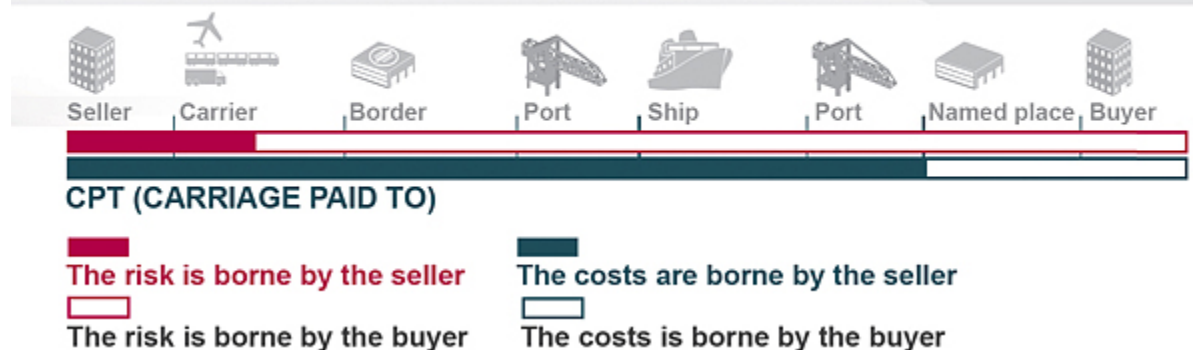 Seller Carrier Border Port Ship Port Named place Buyer
CPT (CARRIAGE PAID TO)
The risk is borne by the seller The costs are borne by the seller
The risk is borne by the buyer The costs is borne by the buyer